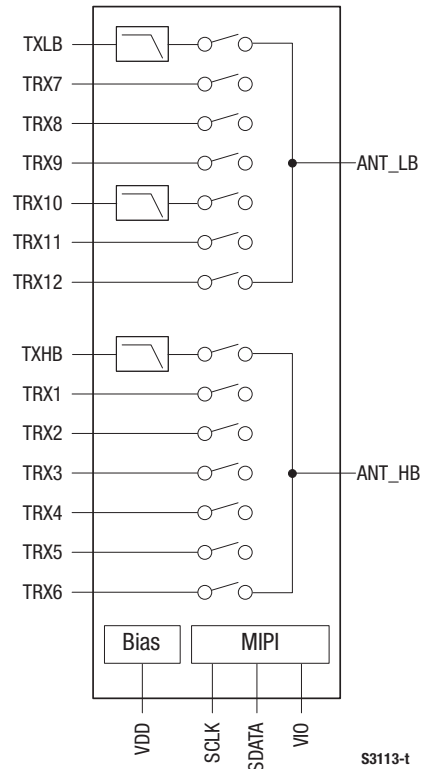 TXLB
TRX7
TRX8
TRX9
ANT_LB
TRX10
TRX11
TRX12
TXHB
TRX1
TRX2
TRX3
ANT_HB
TRX4
TRX5
TRX6
Bias
MIPI
VDD
SCLK
SDATA
VIO
S3113-t